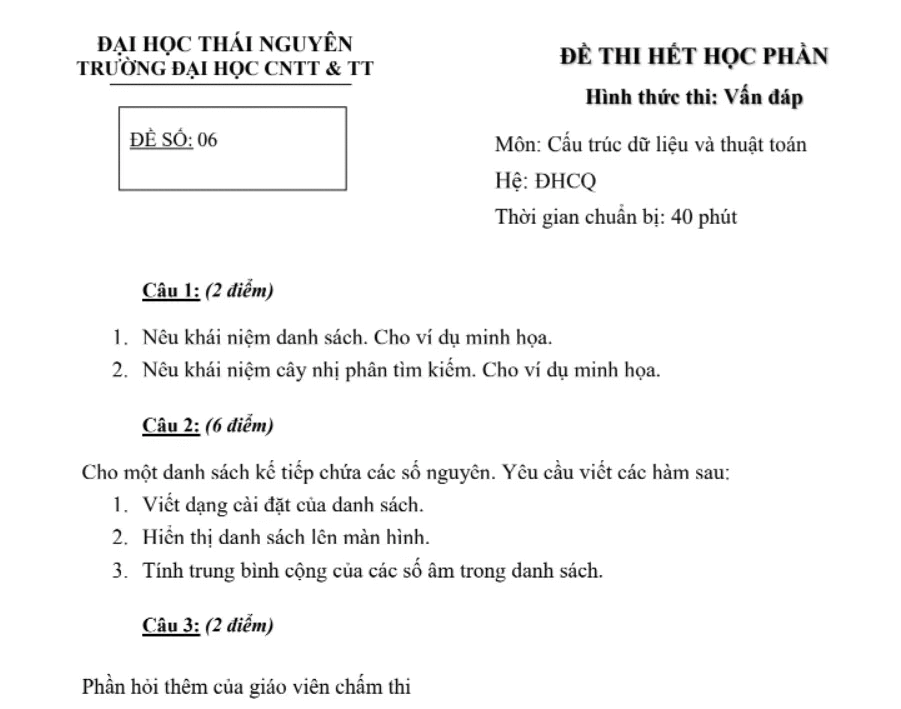 ĐẠI HỌC THÁI NGUYÊN
TRƯỜNG ĐẠI HỌC CNTT & TT
ĐỀ SỐ: 06
ĐỀ THI HẾT HỌC PHẦN
Hình thức thi: Vấn đáp
Môn: Cấu trúc dữ liệu và thuật toán
Hệ: ĐHCQ
Thời gian chuẩn bị: 40 phút
Câu 1: (2 điểm)
1. Nêu khái niệm danh sách. Cho ví dụ minh họa.
2. Nêu khái niệm cây nhị phân tìm kiếm. Cho ví dụ minh họa.
Câu 2: (6 điểm)
Cho một danh sách kế tiếp chứa các số nguyên. Yêu cầu viết các hàm sau:
1. Viết dạng cài đặt của danh sách.
2. Hiển thị danh sách lên màn hình.
3. Tính trung bình cộng của các số âm trong danh sách.
Câu 3: (2 điểm)
Phần hỏi thêm của giáo viên chấm thi